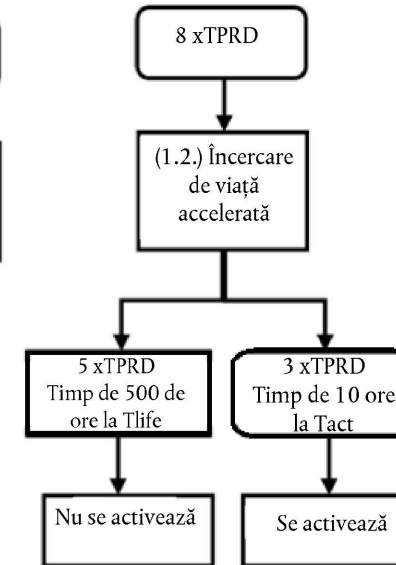 8 xTPRD
(1.2.) Încercare
de viață
accelerată
5 xTPRD
Timp de 500 de
ore la Tlife
3 xTPRD
Timp de 10 ore
la Tact
Nu se activează
Se activează